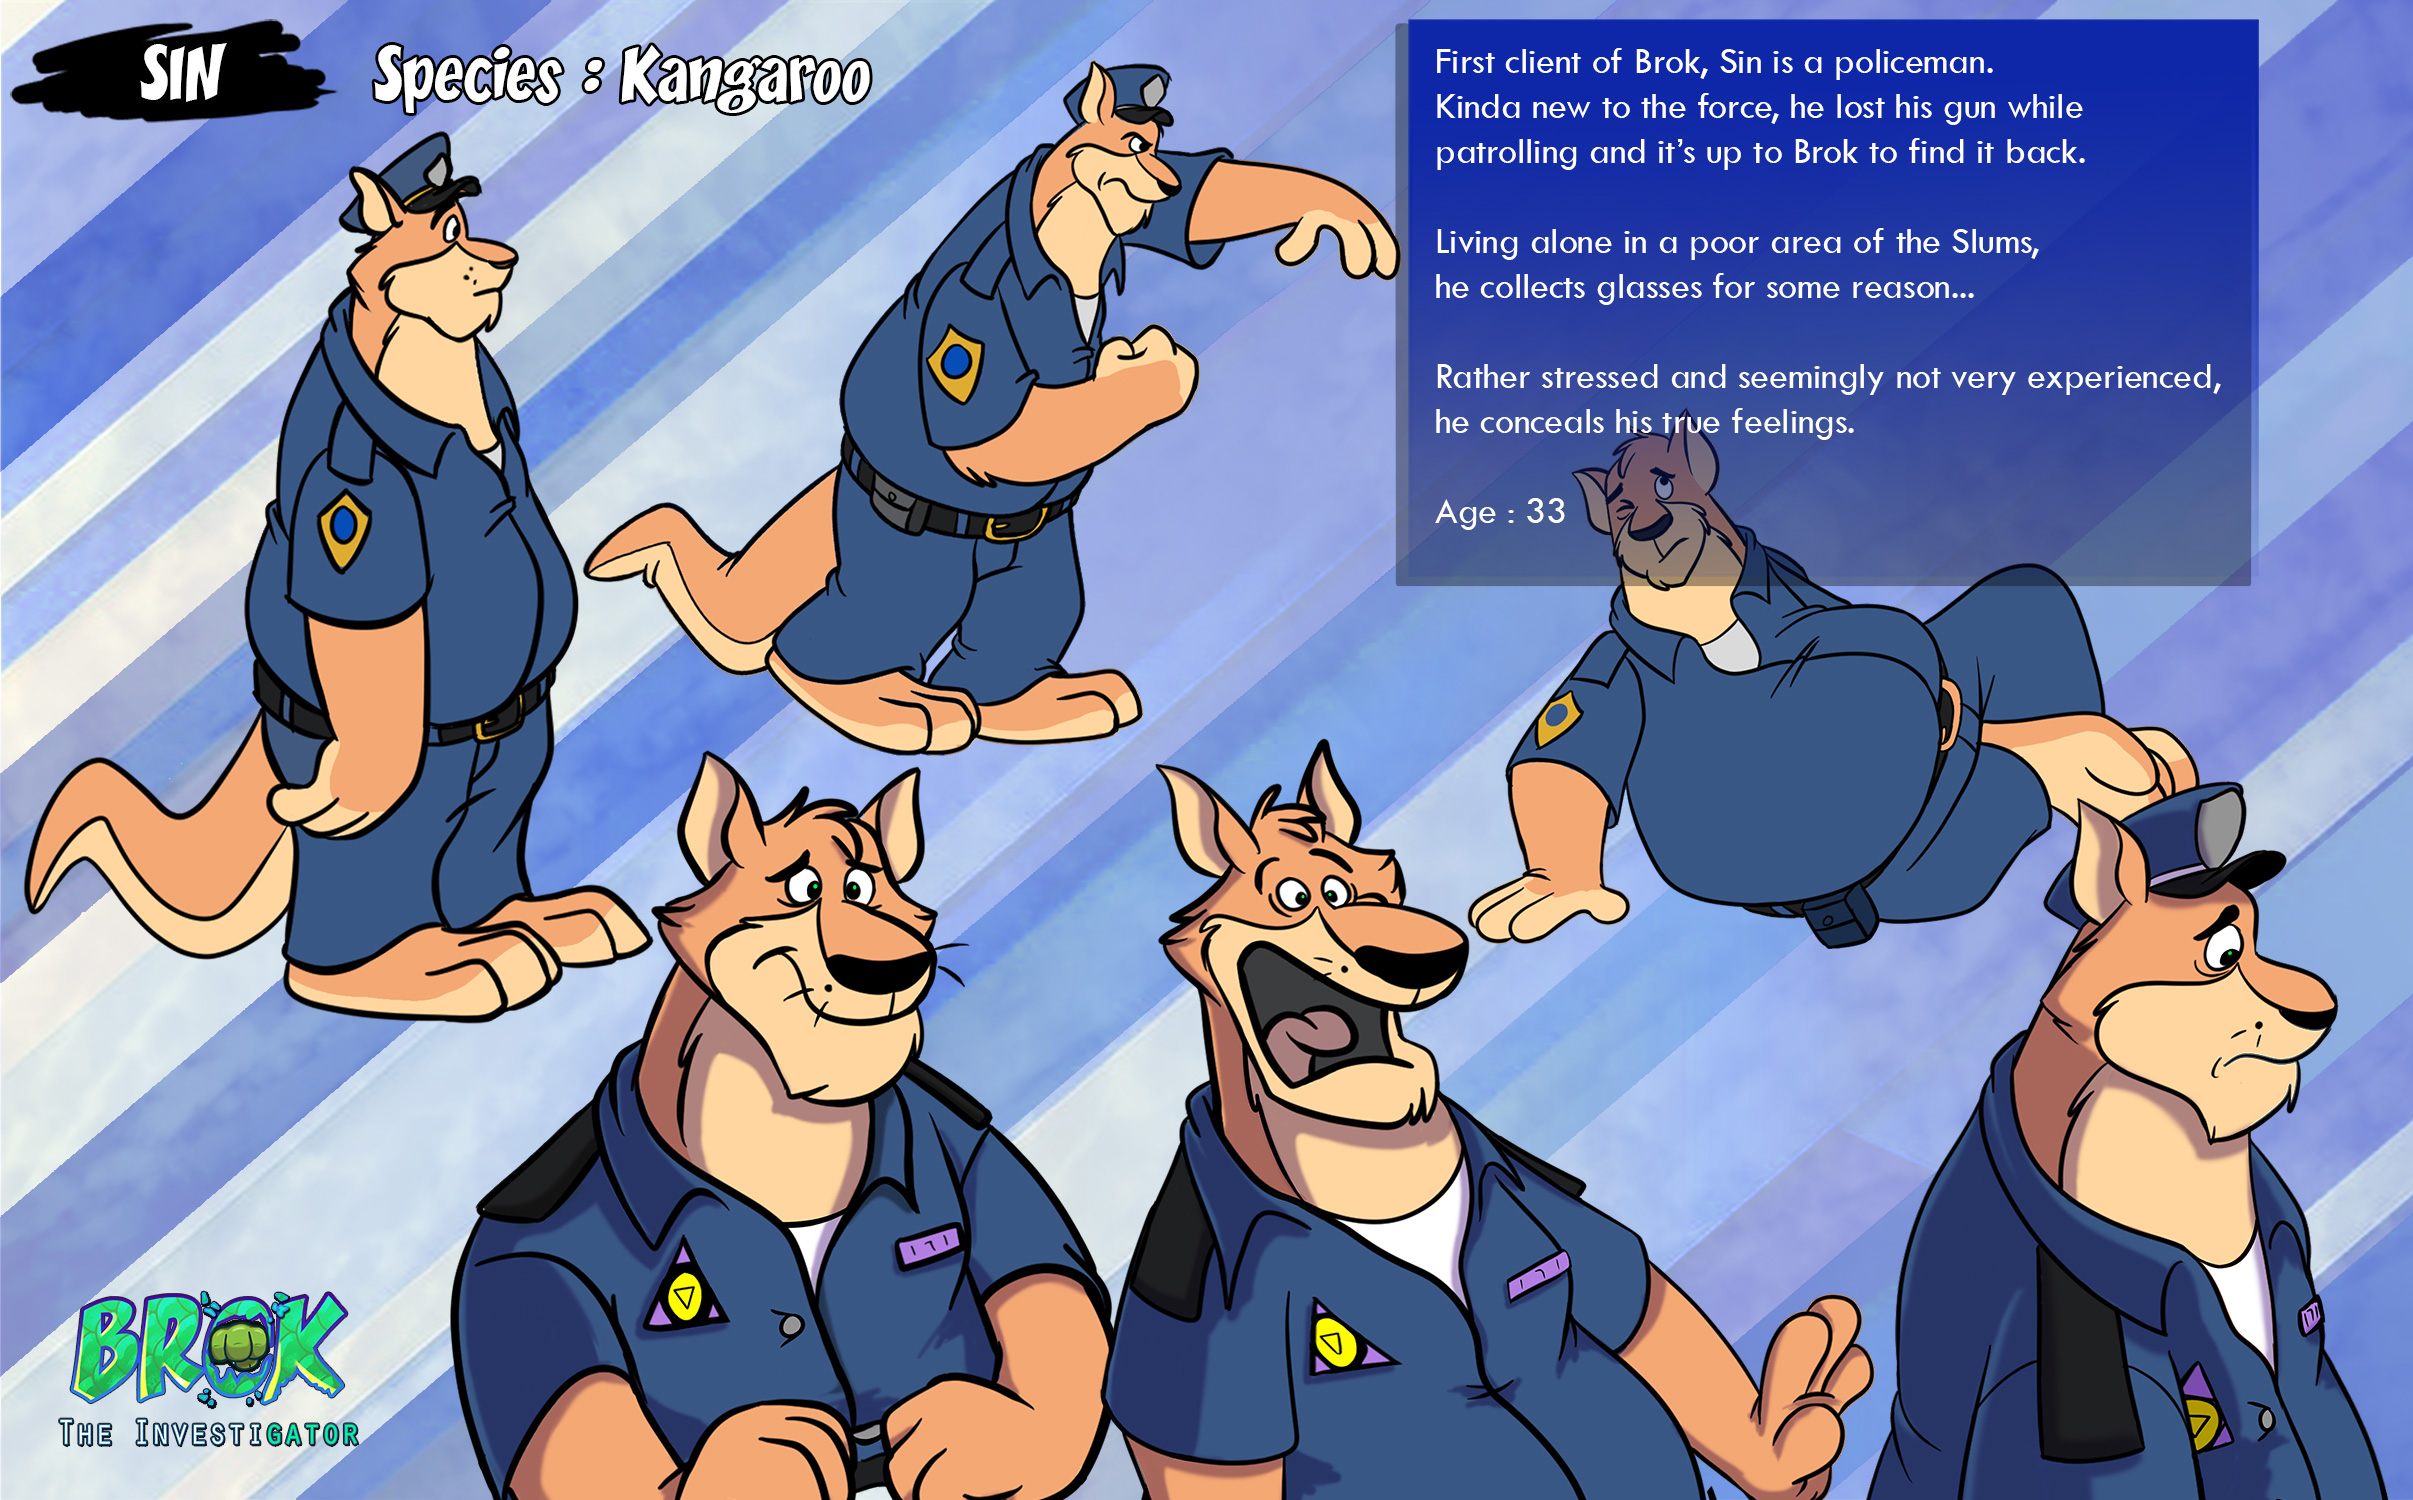 SIN
Species : Kangaroo
First client of Brok, Sin is a policeman.
Kinda new to the force, he lost his gun while
patrolling and it's up to Brok to find it back.
Living alone in a poor area of the Slums,
he collects glasses for some reason...
Rather stressed and seemingly not very experienced,
he conceals his true feelings.
Age : 33
BROK
THE INVESTIGATOR